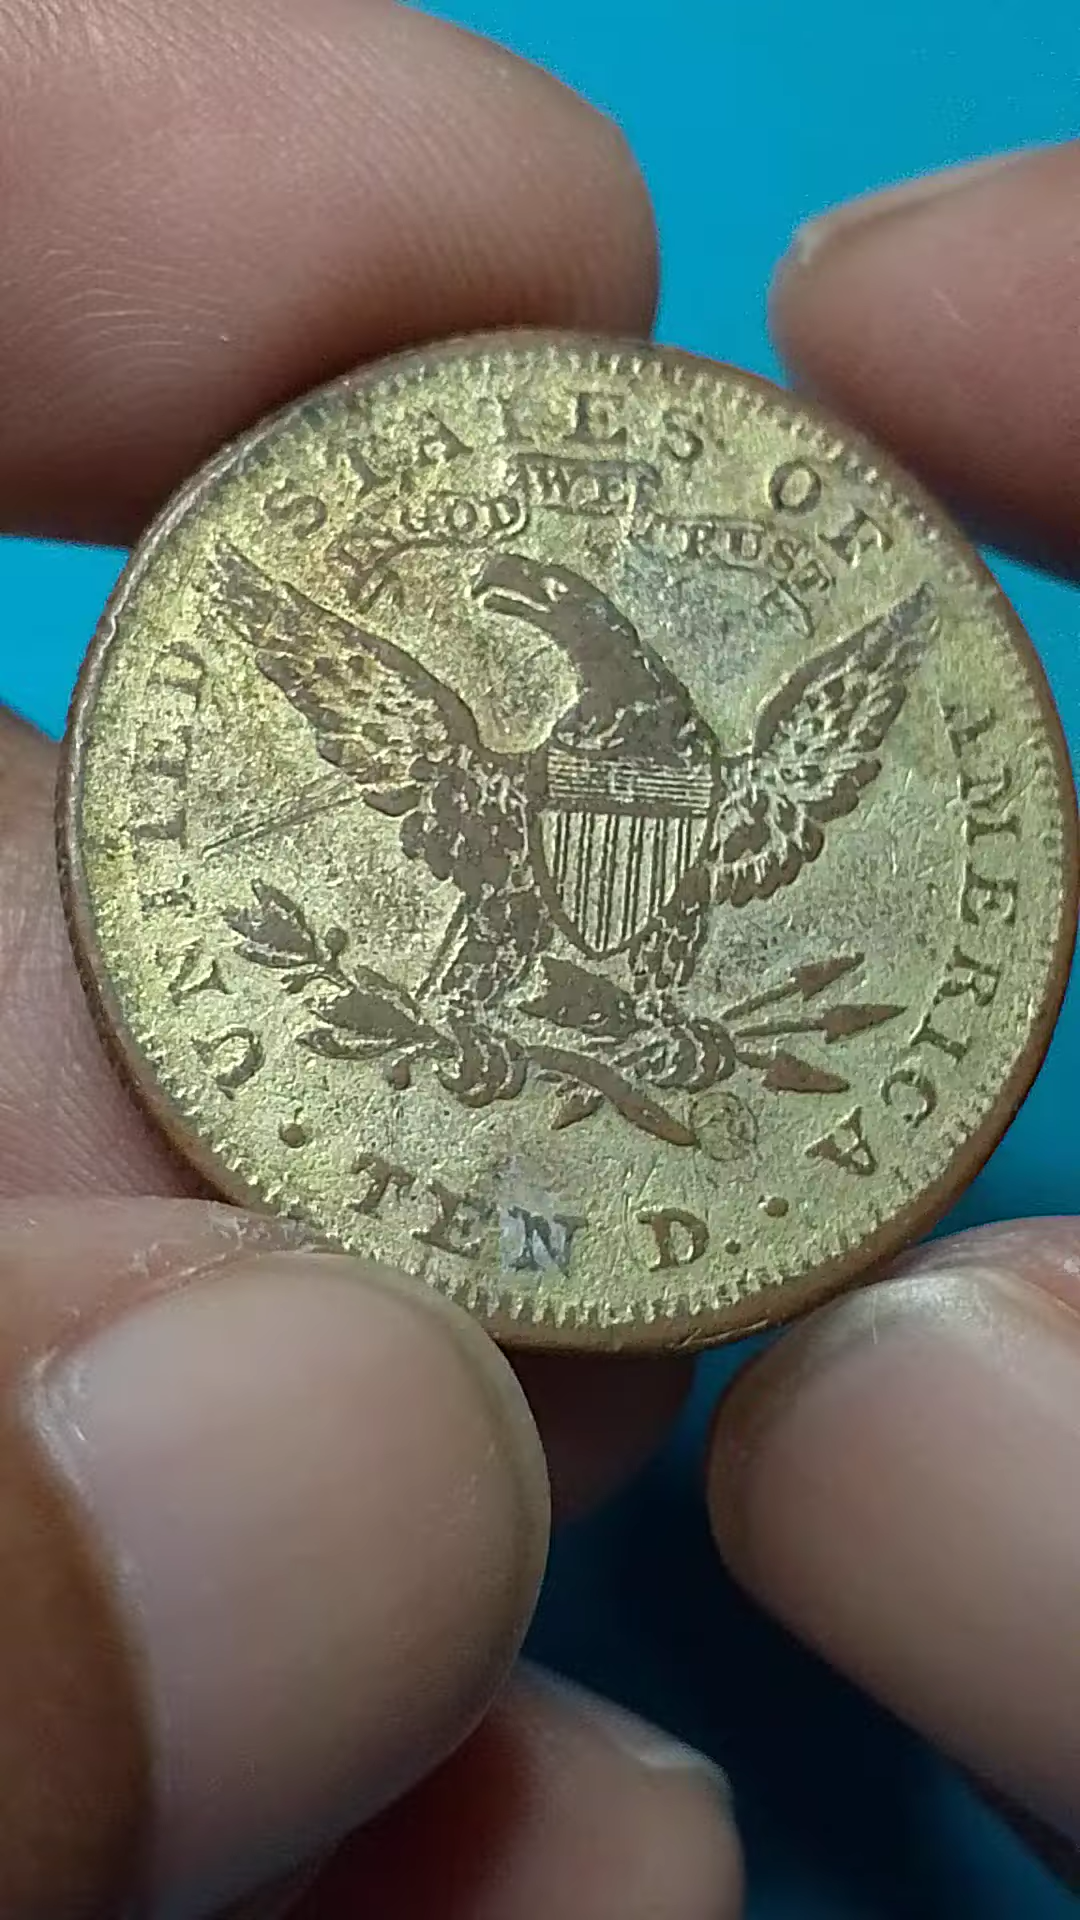 UNITED STATES OF AMERICA
IN GOD WE TRUST
· TEN D. ·